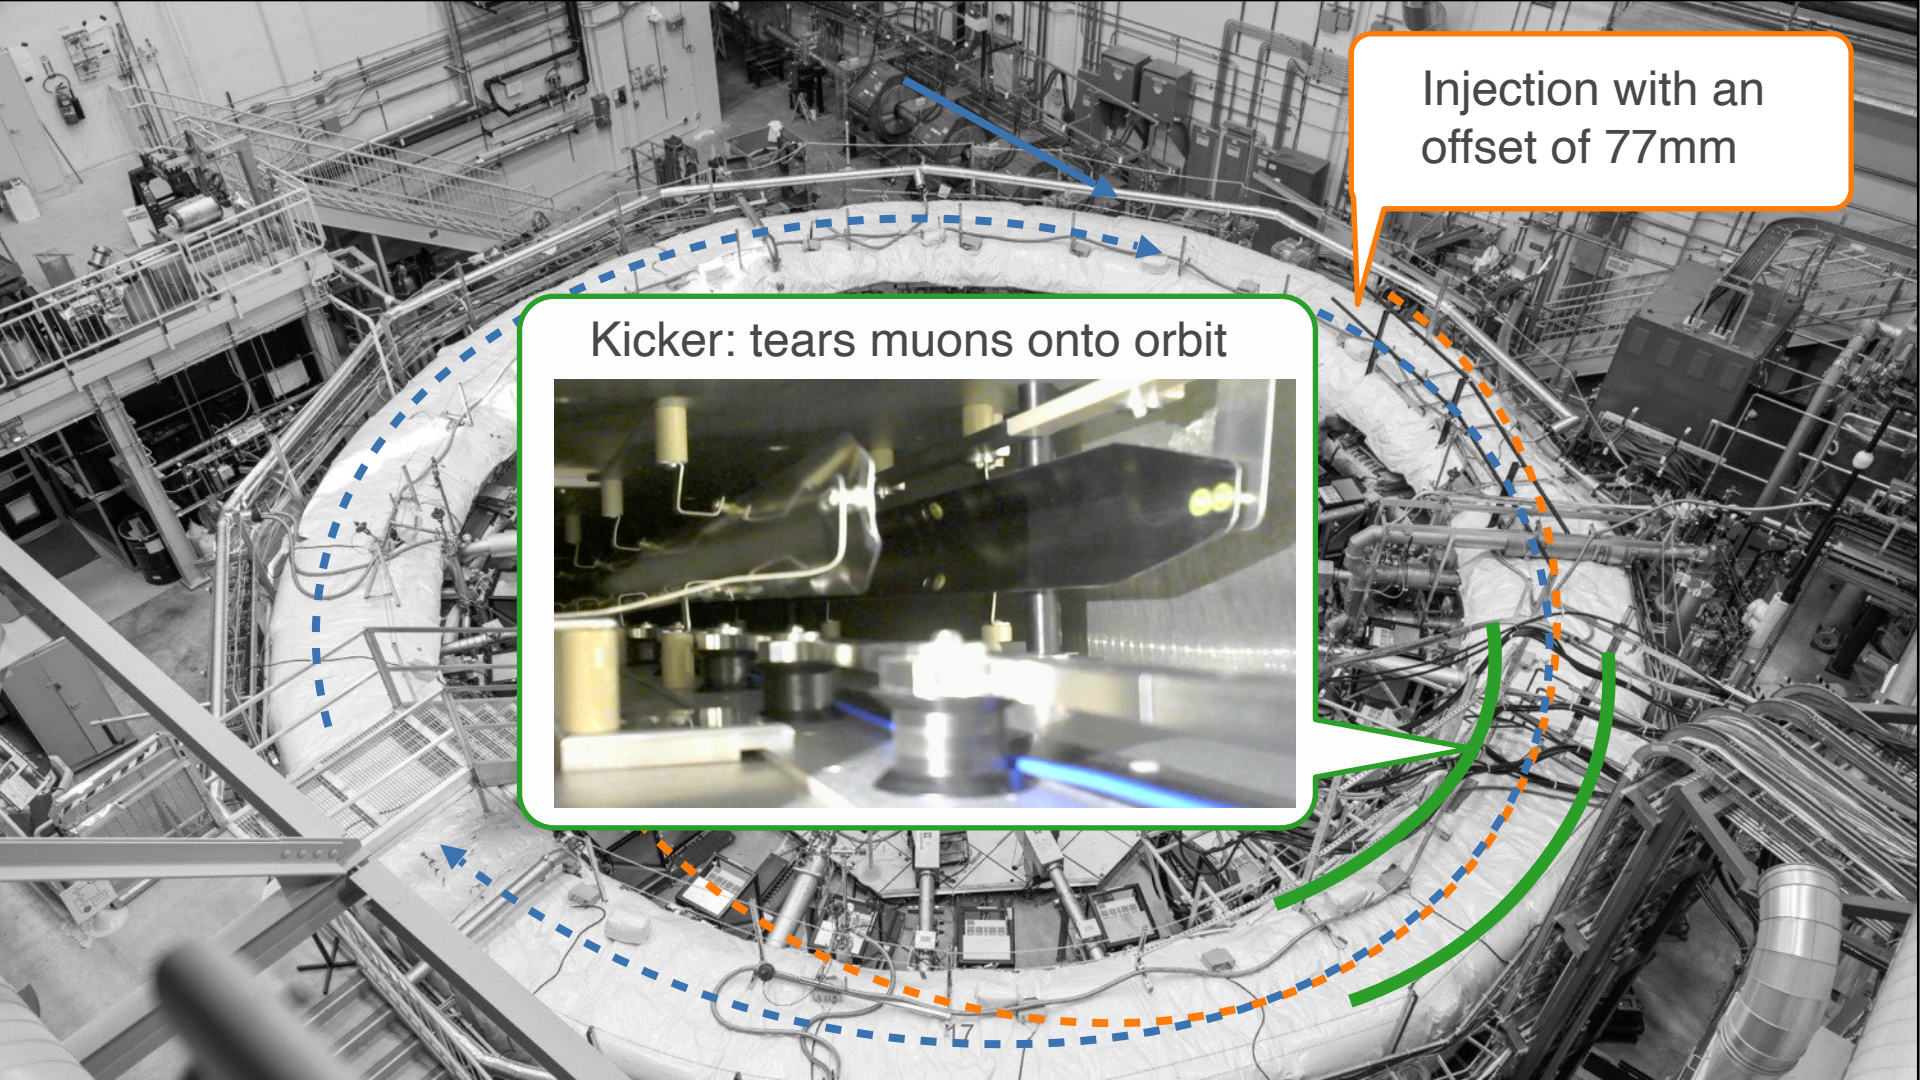 Injection with an
offset of 77mm
Kicker: tears muons onto orbit
17